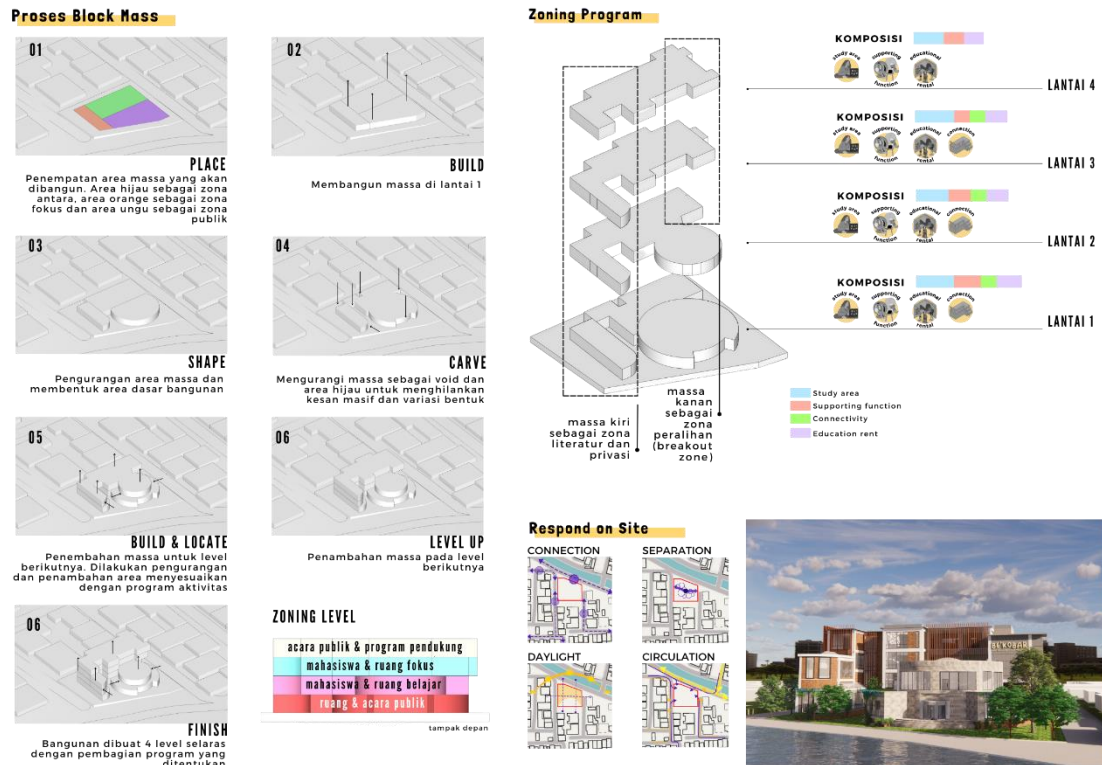 Proses Block Mass
01
PLACE
Penempatan area massa yang akan
dibangun. Area hijau sebagai zona
antara, area orange sebagai zona
fokus dan area ungu sebagai zona
publik
02
BUILD
Membangun massa di lantai 1
03
SHAPE
Pengurangan area massa dan
membentuk area dasar bangunan
04
CARVE
Mengurangi massa sebagai void dan
area hijau untuk menghilangkan
kesan masif dan variasi bentuk
05
BUILD & LOCATE
Penembahan massa untuk level
berikutnya. Dilakukan pengurangan
dan penambahan area menyesuaikan
dengan program aktivitas
06
LEVEL UP
Penambahan massa pada level
berikutnya
06
FINISH
Bangunan dibuat 4 level selaras
dengan pembagian program yang
ditentukan
ZONING LEVEL
acara publik & program pendukung
mahasiswa & ruang fokus
mahasiswa & ruang belajar
ruang & acara publik
tampak depan
Zoning Program
KOMPOSISI
study area
supporting function
educational rental
LANTAI 4
KOMPOSISI
study area
supporting function
educational rental
connection
LANTAI 3
KOMPOSISI
study area
supporting function
educational rental
connection
LANTAI 2
KOMPOSISI
study area
supporting function
educational rental
connection
LANTAI 1
massa kiri
sebagai zona
literatur dan
privasi
massa
kanan
sebagai
zona
peralihan
(breakout
zone)
Study area
Supporting function
Connectivity
Education rent
Respond on Site
CONNECTION
SEPARATION
DAYLIGHT
CIRCULATION